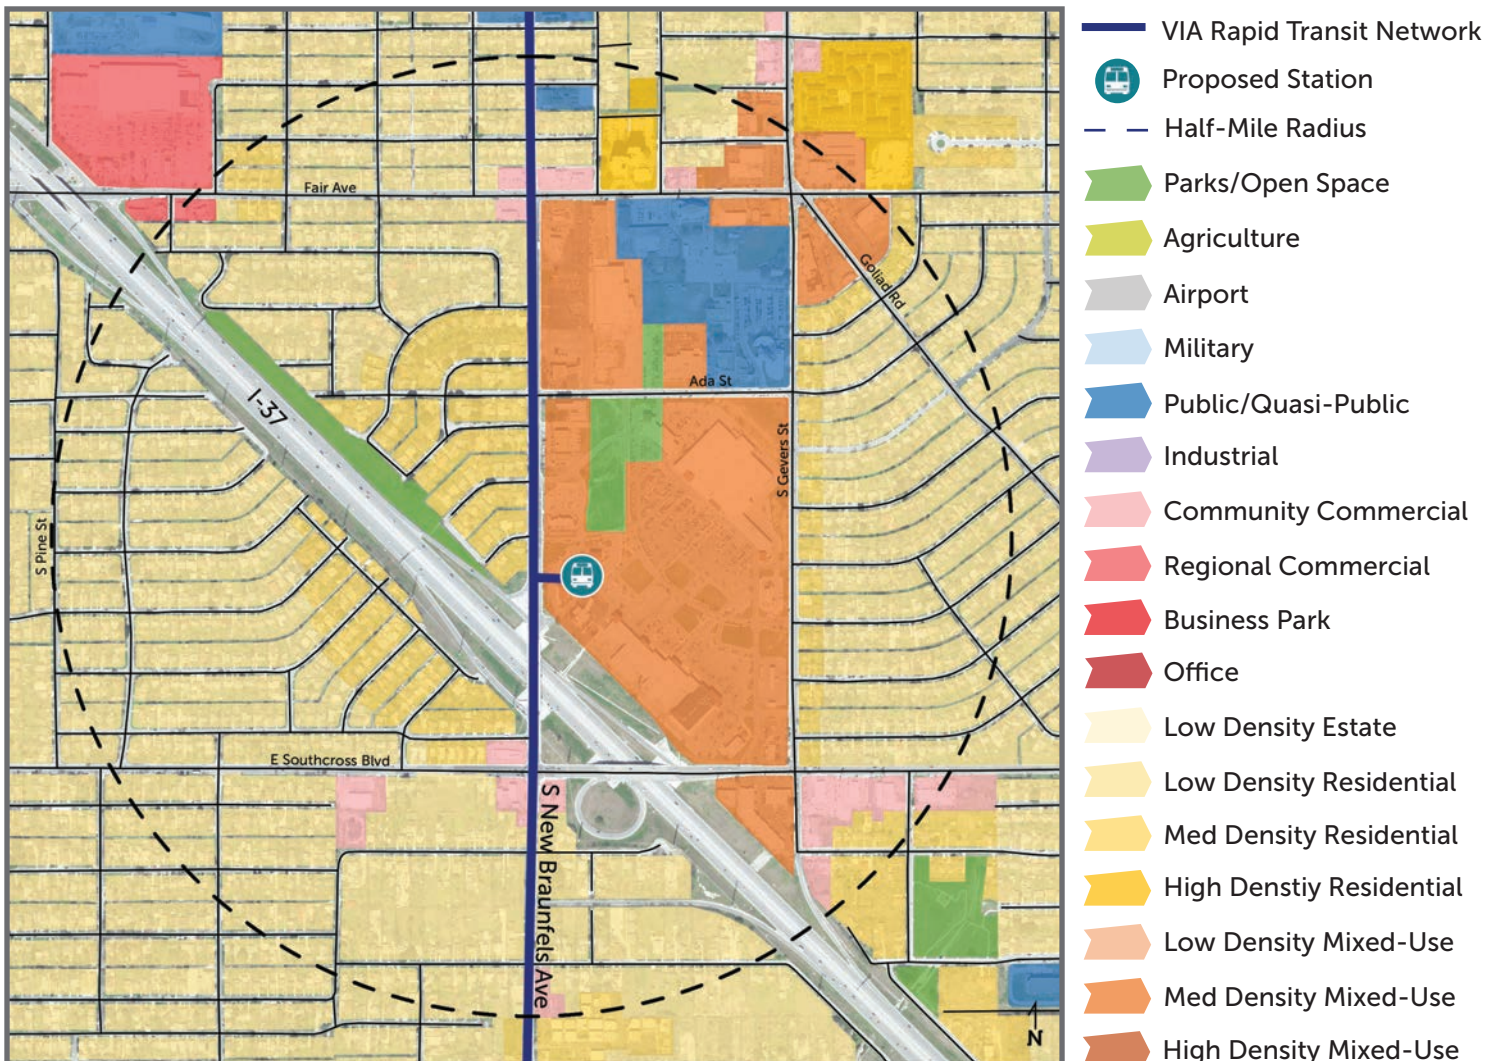 VIA Rapid Transit Network
Proposed Station
Half-Mile Radius
Parks/Open Space
Agriculture
Airport
Military
Public/Quasi-Public
Industrial
Community Commercial
Regional Commercial
Business Park
Office
Low Density Estate
Low Density Residential
Med Density Residential
High Denstiy Residential
Low Density Mixed-Use
Med Density Mixed-Use
High Density Mixed-Use
Fair Ave
Goliad Rd
Ada St
I-37
S Gevers St
S Pine St
E Southcross Blvd
S New Braunfels Ave
N